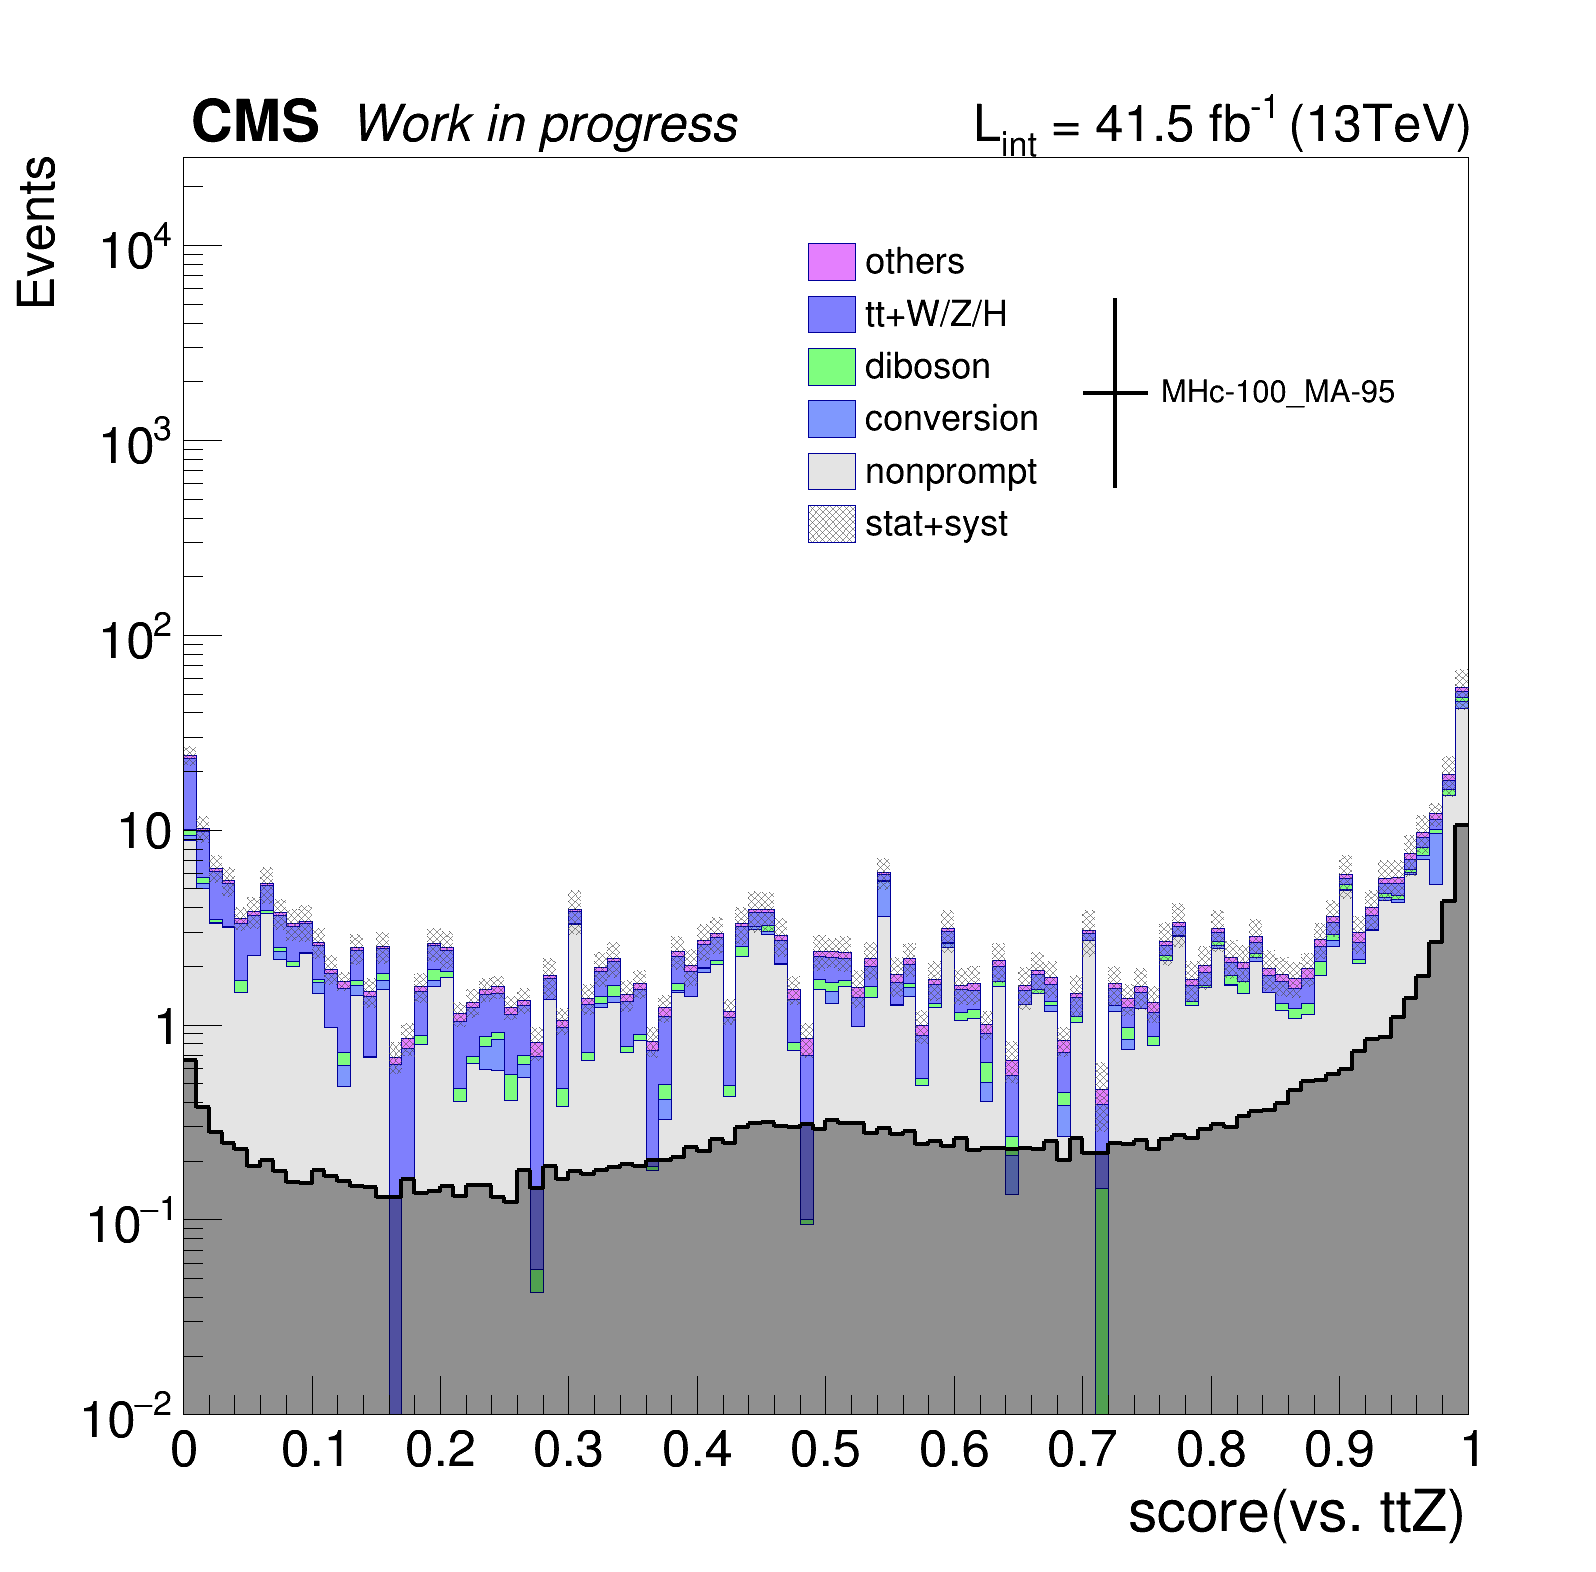 CMS Work in progress L_int = 41.5 fb^-1 (13TeV)
Events
10^4
10^3
10^2
10
1
10^−1
10^−2
others
tt+W/Z/H
diboson
conversion
nonprompt
stat+syst
MHc-100_MA-95
0 0.1 0.2 0.3 0.4 0.5 0.6 0.7 0.8 0.9 1
score(vs. ttZ)